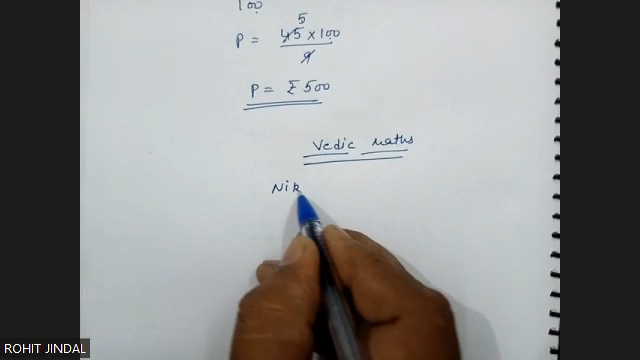 100
5
P = 45 x 100
9
P = ₹500
Vedic Maths
Nik
ROHIT JINDAL